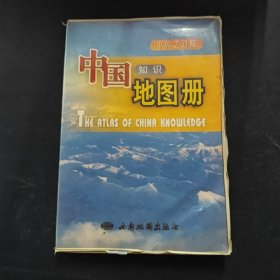 中国
知识
地图册
THE ATLAS OF CHINA KNOWLEDGE
西安地图出版社